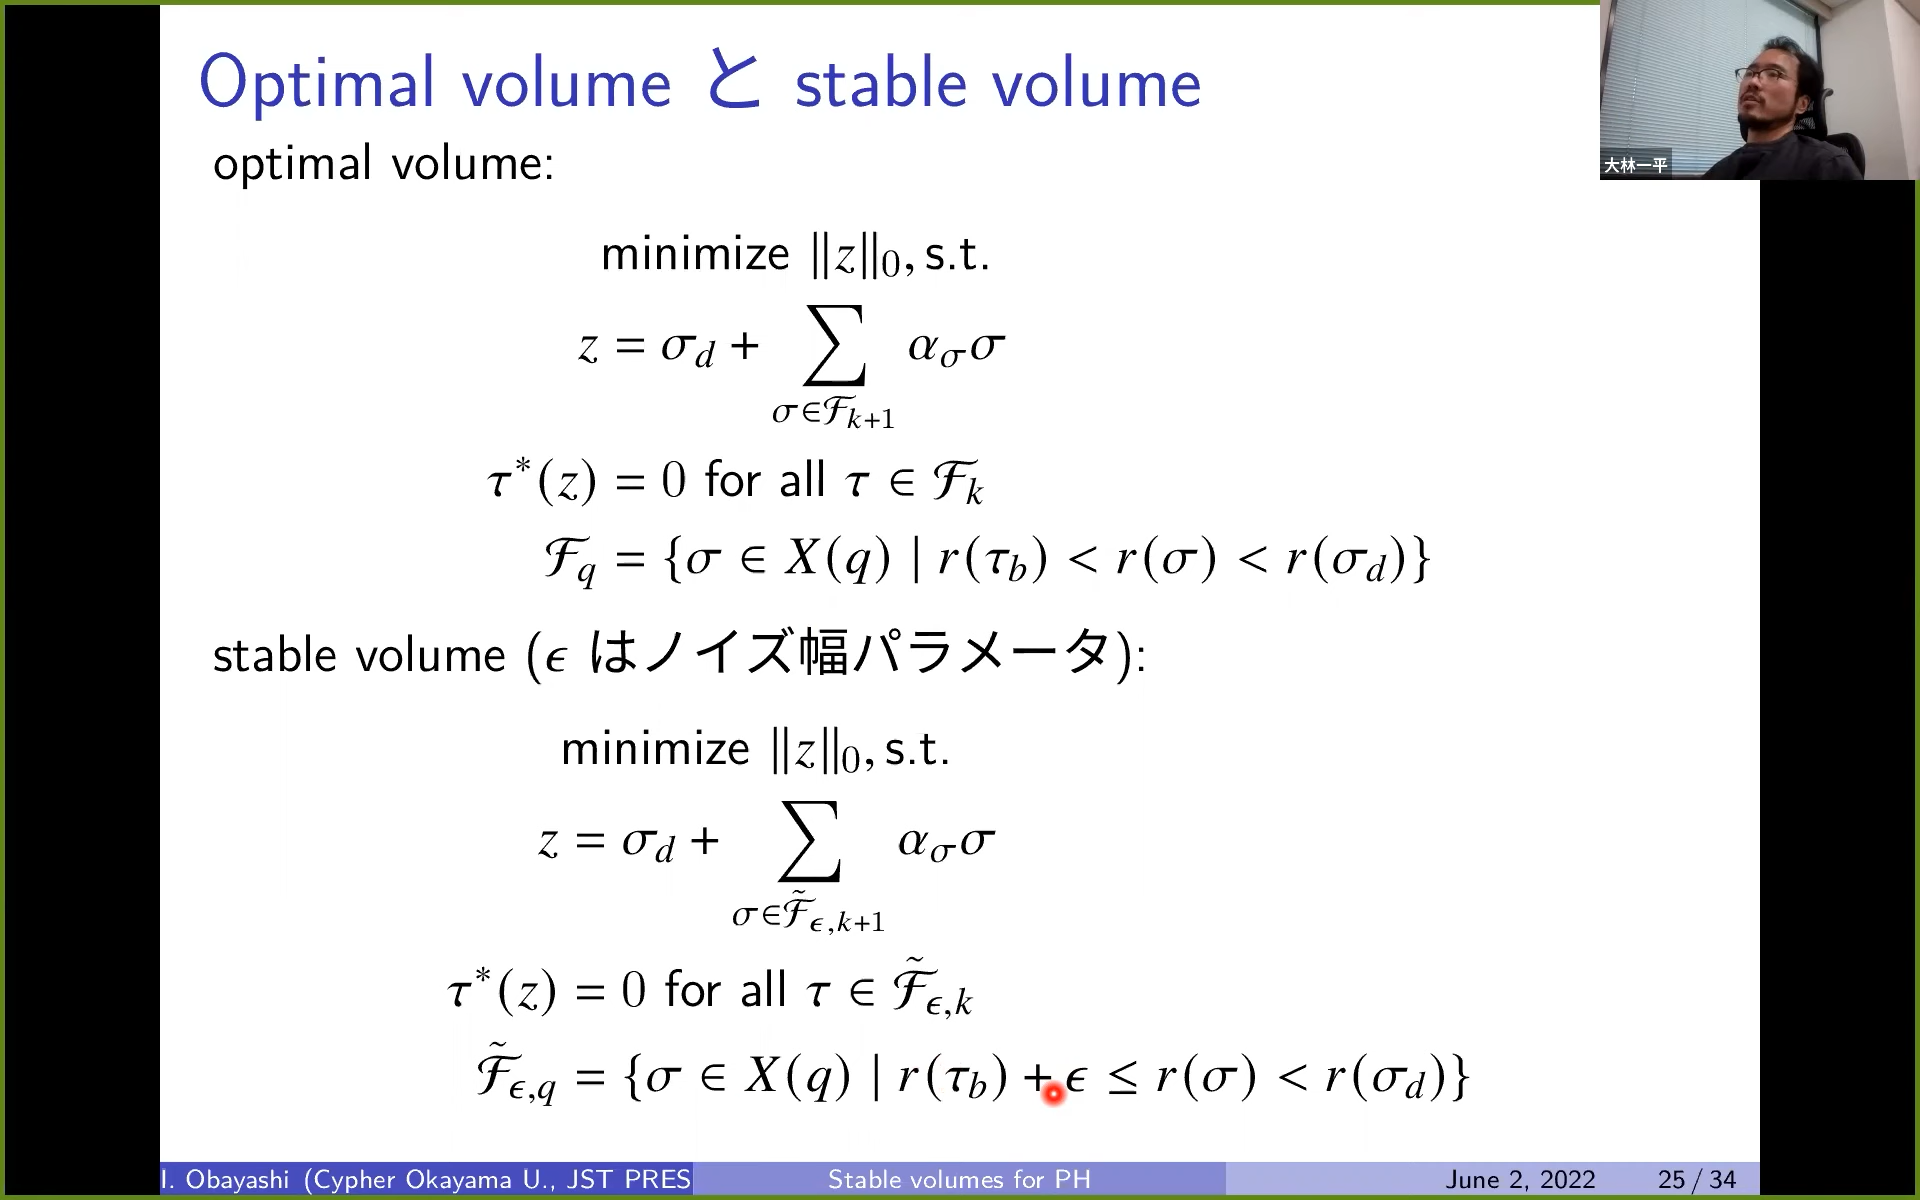 Optimal volume と stable volume
大林一平
optimal volume:
minimize ‖z‖₀, s.t.
z = σ_d + ∑_{σ∈ℱ_{k+1}} α_σ σ
τ*(z) = 0 for all τ ∈ ℱ_k
ℱ_q = {σ ∈ X(q) | r(τ_b) < r(σ) < r(σ_d)}
stable volume (ϵ はノイズ幅パラメータ):
minimize ‖z‖₀, s.t.
z = σ_d + ∑_{σ∈ℱ̃_{ϵ,k+1}} α_σ σ
τ*(z) = 0 for all τ ∈ ℱ̃_{ϵ,k}
ℱ̃_{ϵ,q} = {σ ∈ X(q) | r(τ_b) + ϵ ≤ r(σ) < r(σ_d)}
I. Obayashi (Cypher Okayama U., JST PRES Stable volumes for PH June 2, 2022 25 / 34